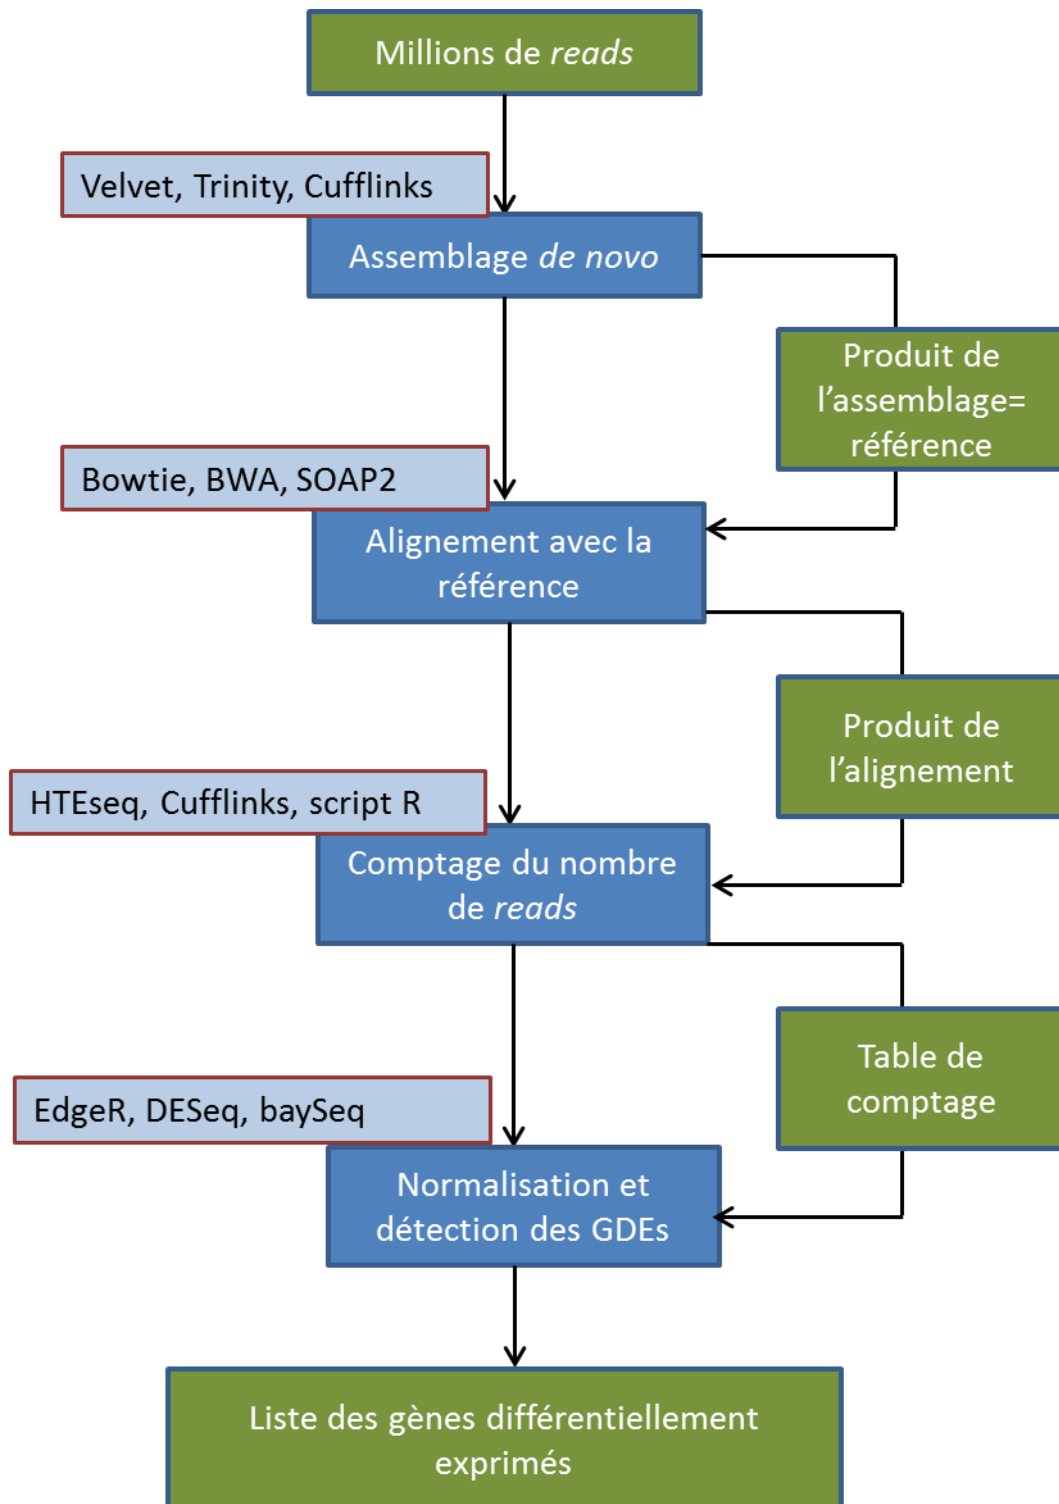 Millions de reads
Velvet, Trinity, Cufflinks
Assemblage de novo
Produit de
l’assemblage=
référence
Bowtie, BWA, SOAP2
Alignement avec la
référence
Produit de
l’alignement
HTEseq, Cufflinks, script R
Comptage du nombre
de reads
Table de
comptage
EdgeR, DESeq, baySeq
Normalisation et
détection des GDEs
Liste des gènes différentiellement
exprimés